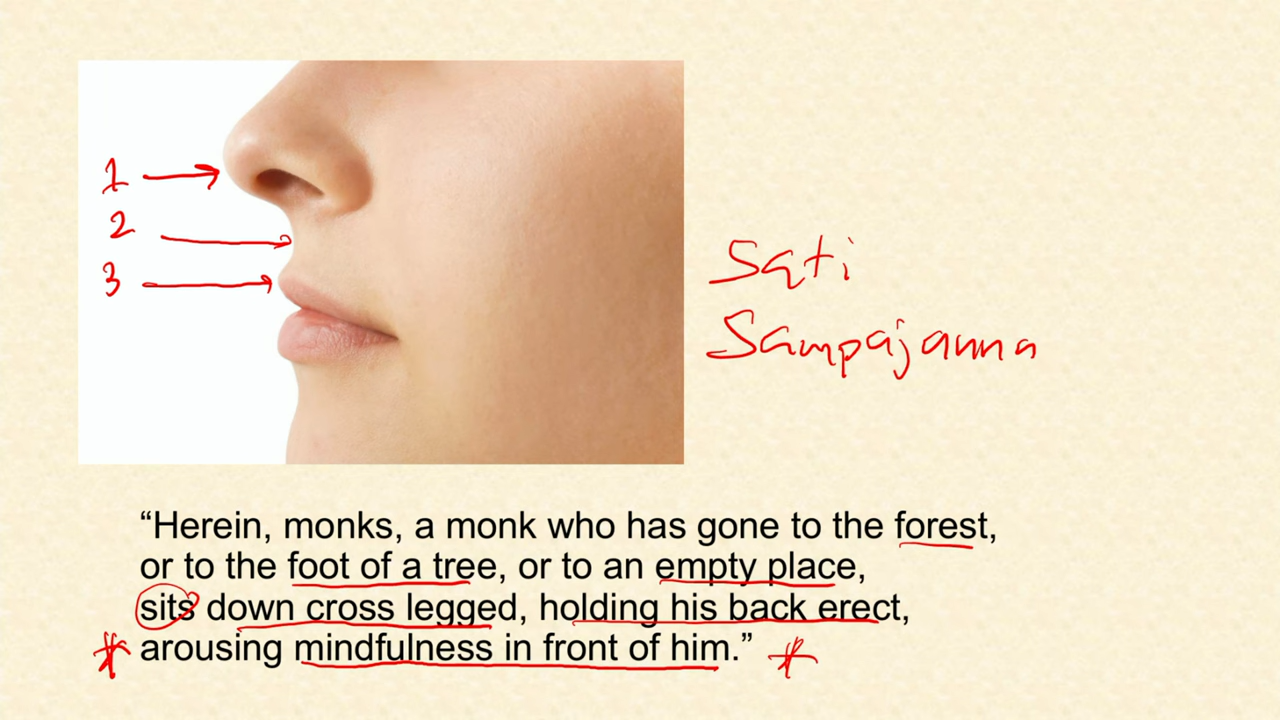 1
2
3
Sati
Sampajanna
“Herein, monks, a monk who has gone to the forest,
or to the foot of a tree, or to an empty place,
sits down cross legged, holding his back erect,
arousing mindfulness in front of him.”